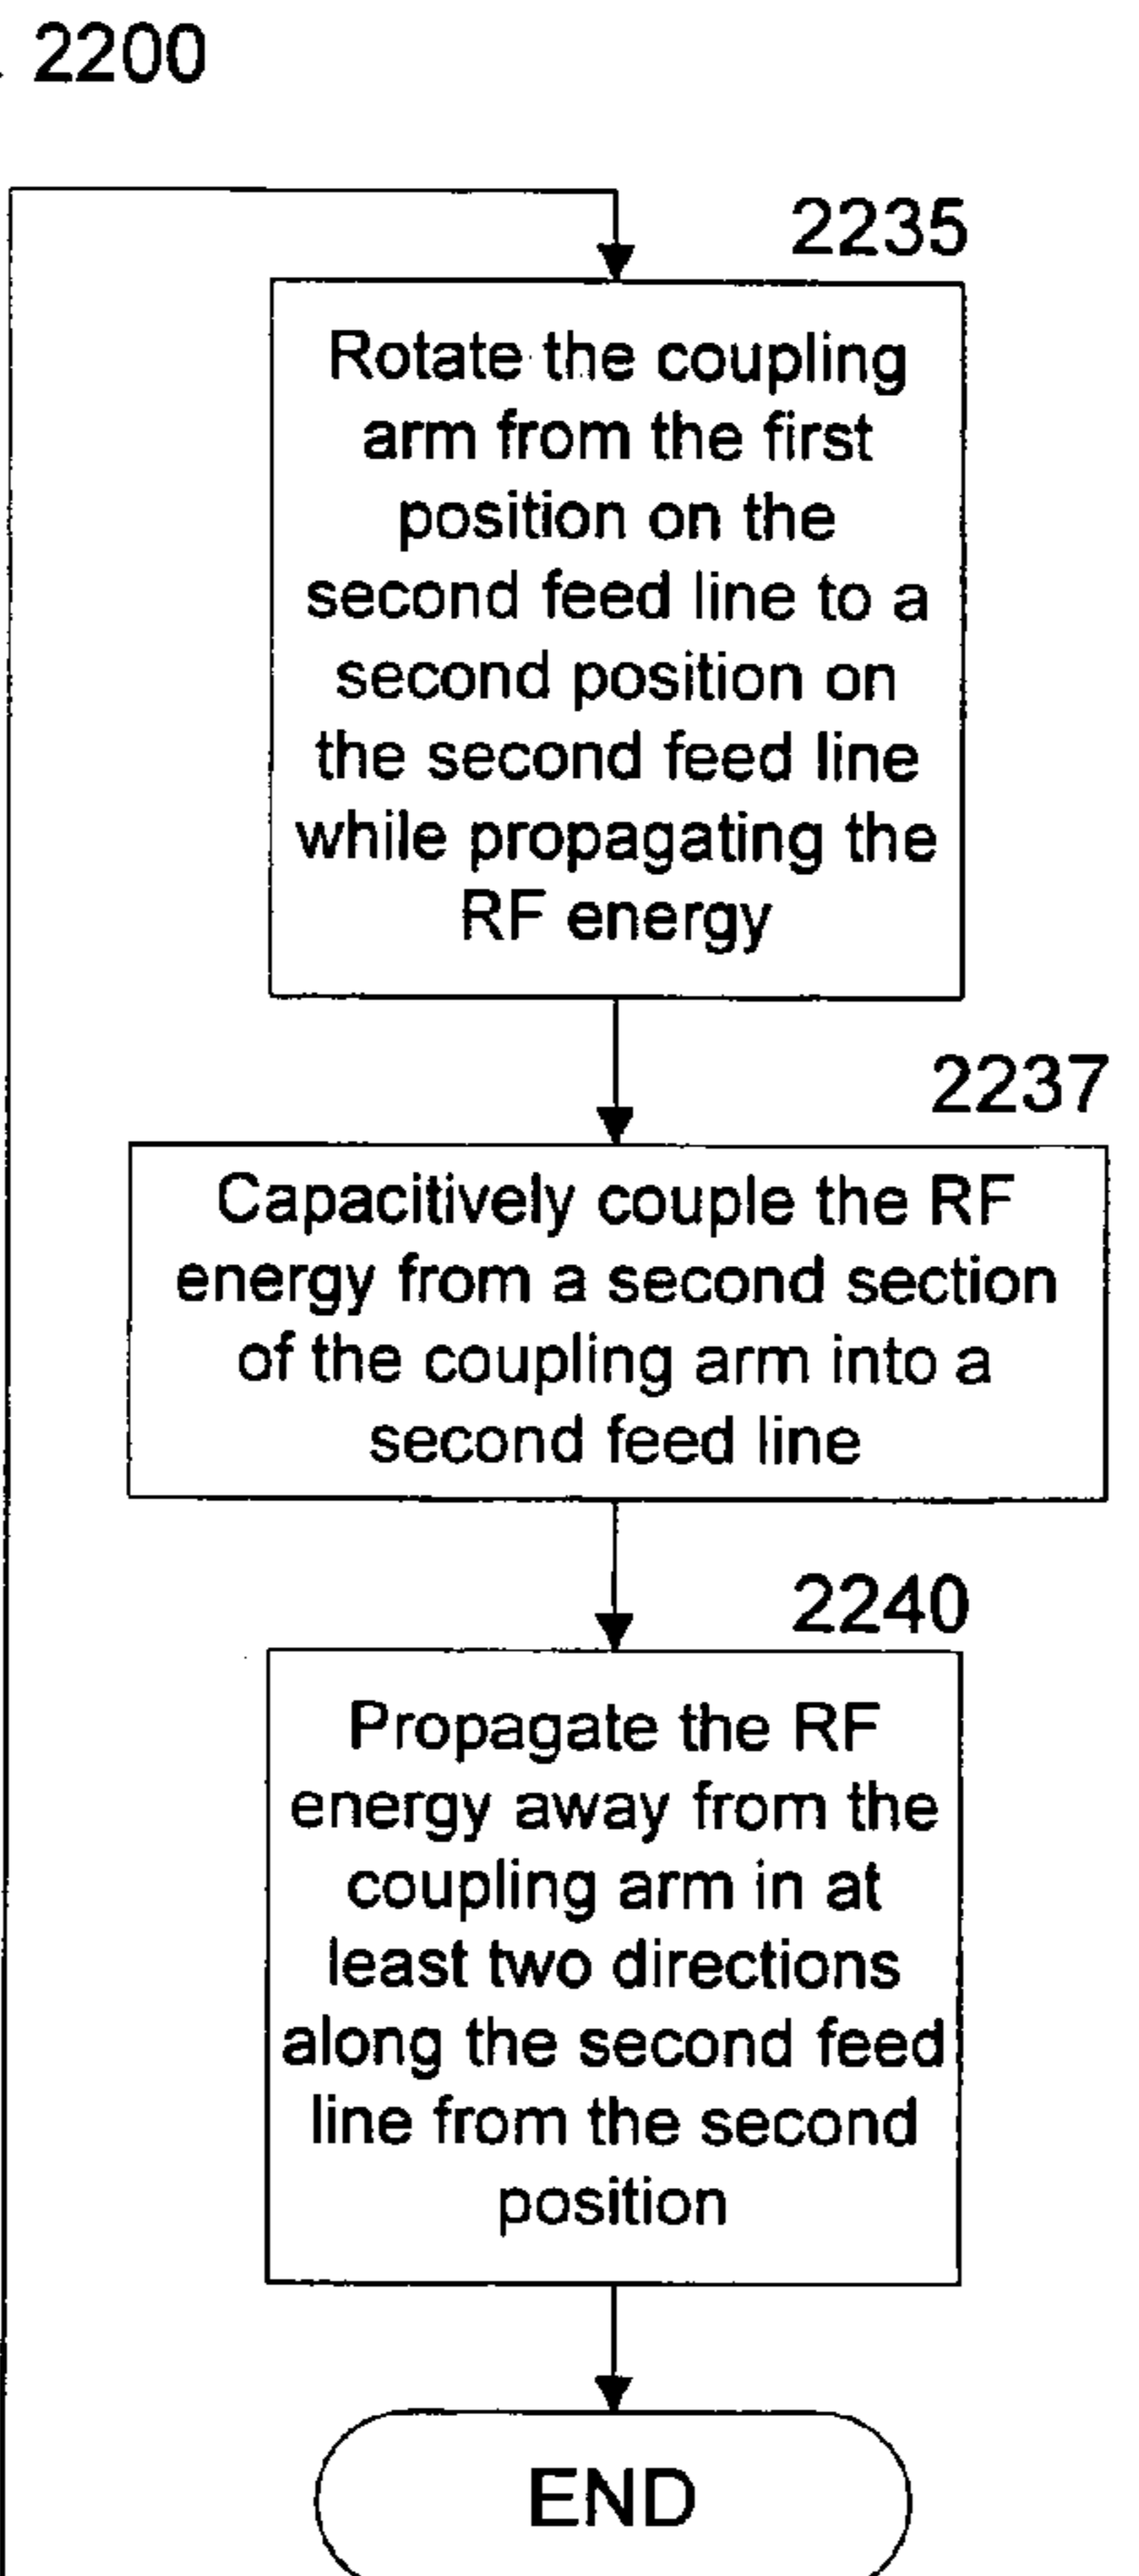 2200
2235
Rotate the coupling
arm from the first
position on the
second feed line to a
second position on
the second feed line
while propagating the
RF energy
2237
Capacitively couple the RF
energy from a second section
of the coupling arm into a
second feed line
2240
Propagate the RF
energy away from the
coupling arm in at
least two directions
along the second feed
line from the second
position
END